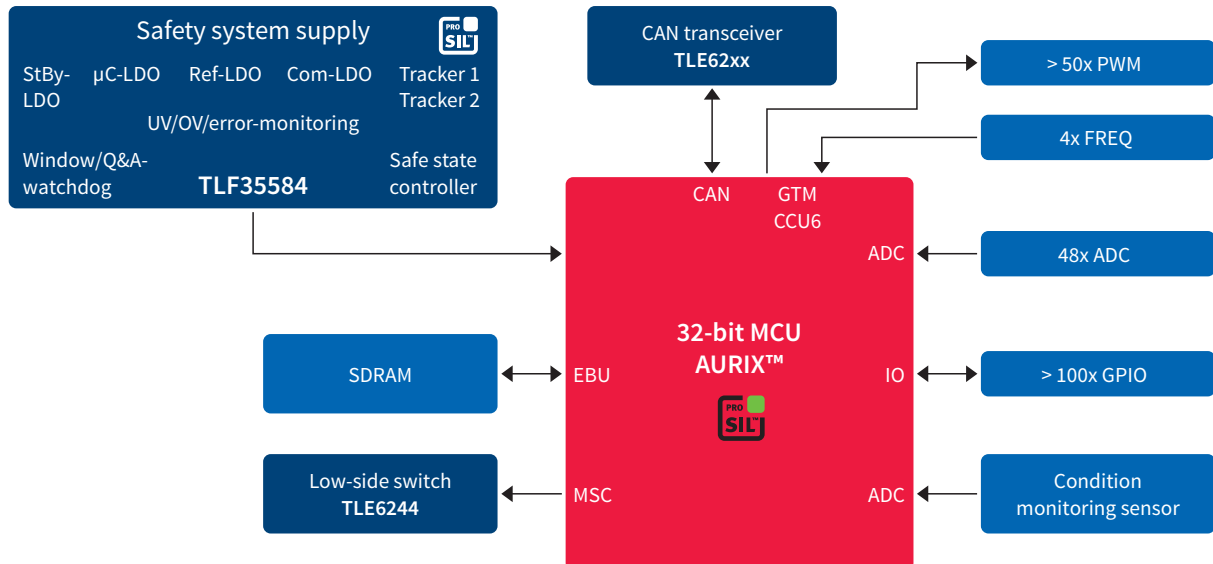 Safety system supply
PRO
SIL™
StBy-
LDO
µC-LDO
Ref-LDO
Com-LDO
Tracker 1
Tracker 2
UV/OV/error-monitoring
Window/Q&A-
watchdog
TLF35584
Safe state
controller
CAN transceiver
TLE62xx
> 50x PWM
4x FREQ
CAN
GTM
CCU6
ADC
48x ADC
32-bit MCU
AURIX™
PRO
SIL™
SDRAM
EBU
IO
> 100x GPIO
Low-side switch
TLE6244
MSC
ADC
Condition
monitoring sensor